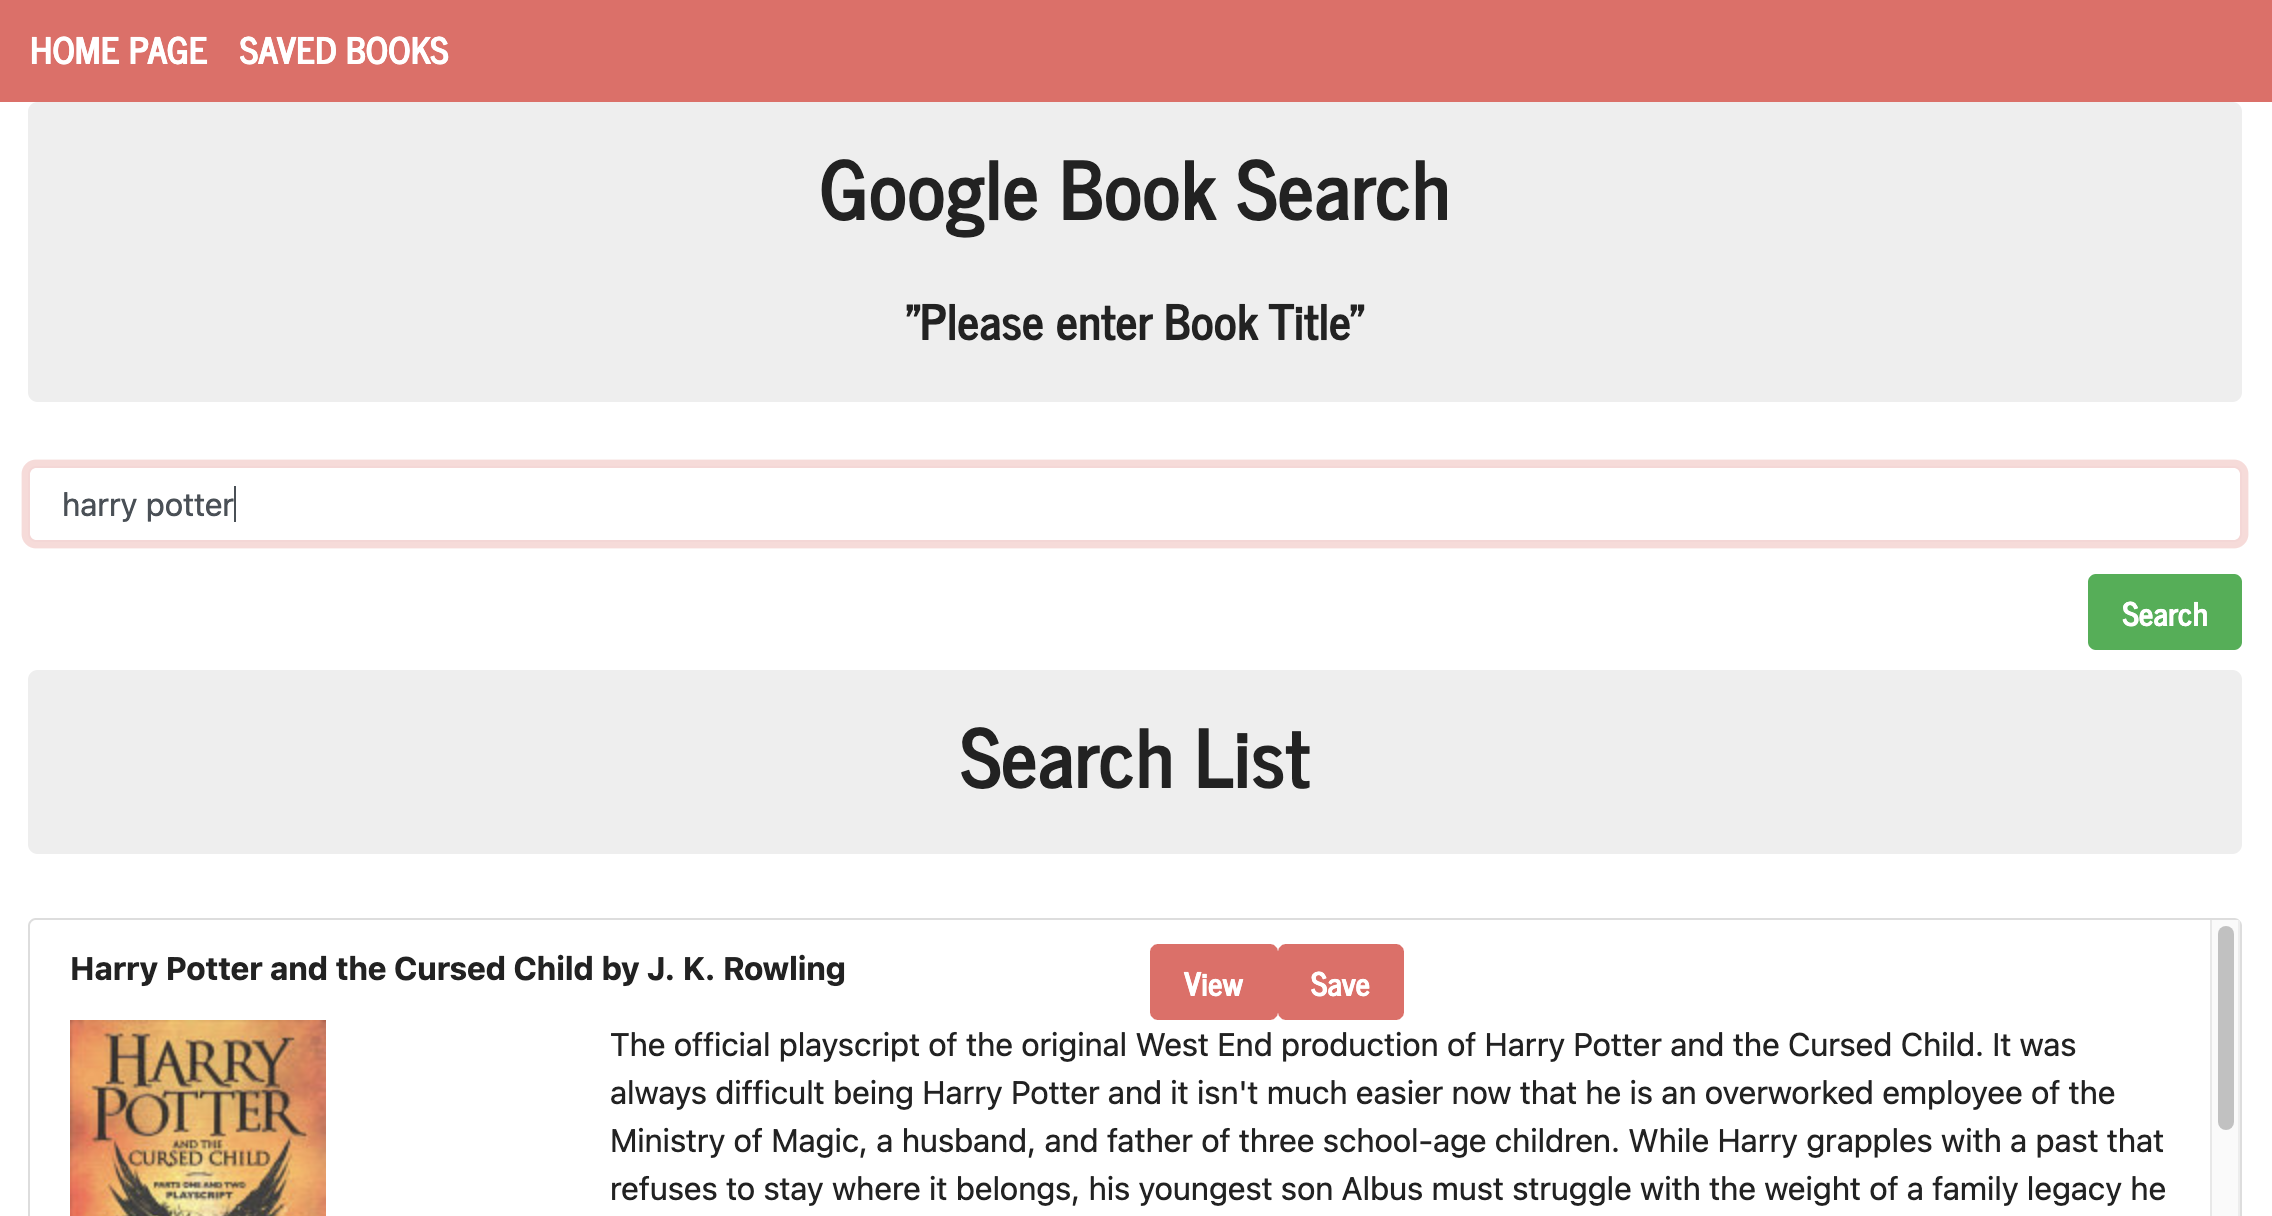 HOME PAGE SAVED BOOKS
Google Book Search
"Please enter Book Title"
harry potter
Search
Search List
Harry Potter and the Cursed Child by J. K. Rowling
View Save
HARRY
POTTER
AND THE
CURSED CHILD
PARTS ONE AND TWO
PLAYSCRIPT
The official playscript of the original West End production of Harry Potter and the Cursed Child. It was
always difficult being Harry Potter and it isn't much easier now that he is an overworked employee of the
Ministry of Magic, a husband, and father of three school-age children. While Harry grapples with a past that
refuses to stay where it belongs, his youngest son Albus must struggle with the weight of a family legacy he